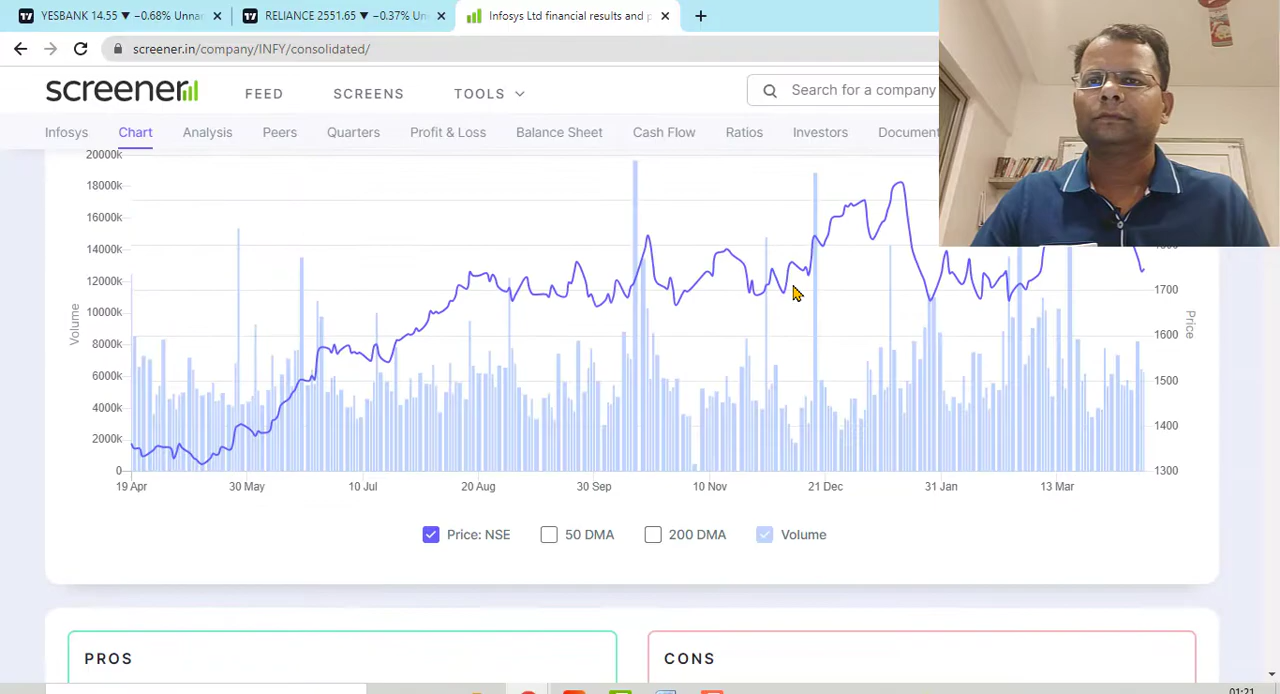 YESBANK 14.55 ▼ −0.68% Unnar
RELIANCE 2551.65 ▼ −0.37% Un
Infosys Ltd financial results and p
screener.in/company/INFY/consolidated/
screener
FEED
SCREENS
TOOLS
Search for a company
Infosys
Chart
Analysis
Peers
Quarters
Profit & Loss
Balance Sheet
Cash Flow
Ratios
Investors
Document
20000k
18000k
16000k
14000k
12000k
10000k
8000k
6000k
4000k
2000k
0
Volume
1700
1600
1500
1400
1300
Price
19 Apr
30 May
10 Jul
20 Aug
30 Sep
10 Nov
21 Dec
31 Jan
13 Mar
Price: NSE
50 DMA
200 DMA
Volume
PROS
CONS
01:21